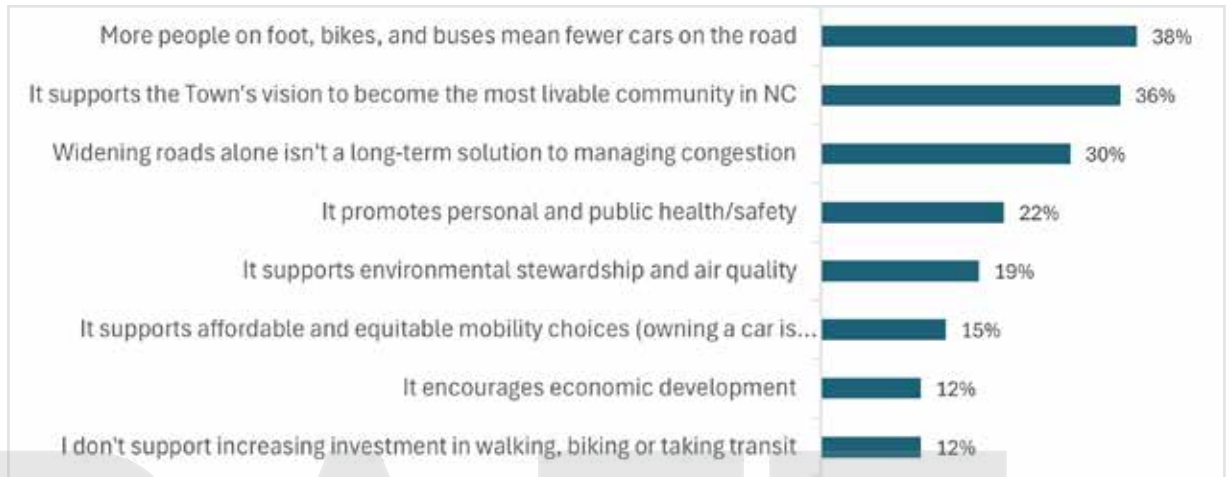 More people on foot, bikes, and buses mean fewer cars on the road 38%
It supports the Town's vision to become the most livable community in NC 36%
Widening roads alone isn't a long-term solution to managing congestion 30%
It promotes personal and public health/safety 22%
It supports environmental stewardship and air quality 19%
It supports affordable and equitable mobility choices (owning a car is... 15%
It encourages economic development 12%
I don't support increasing investment in walking, biking or taking transit 12%